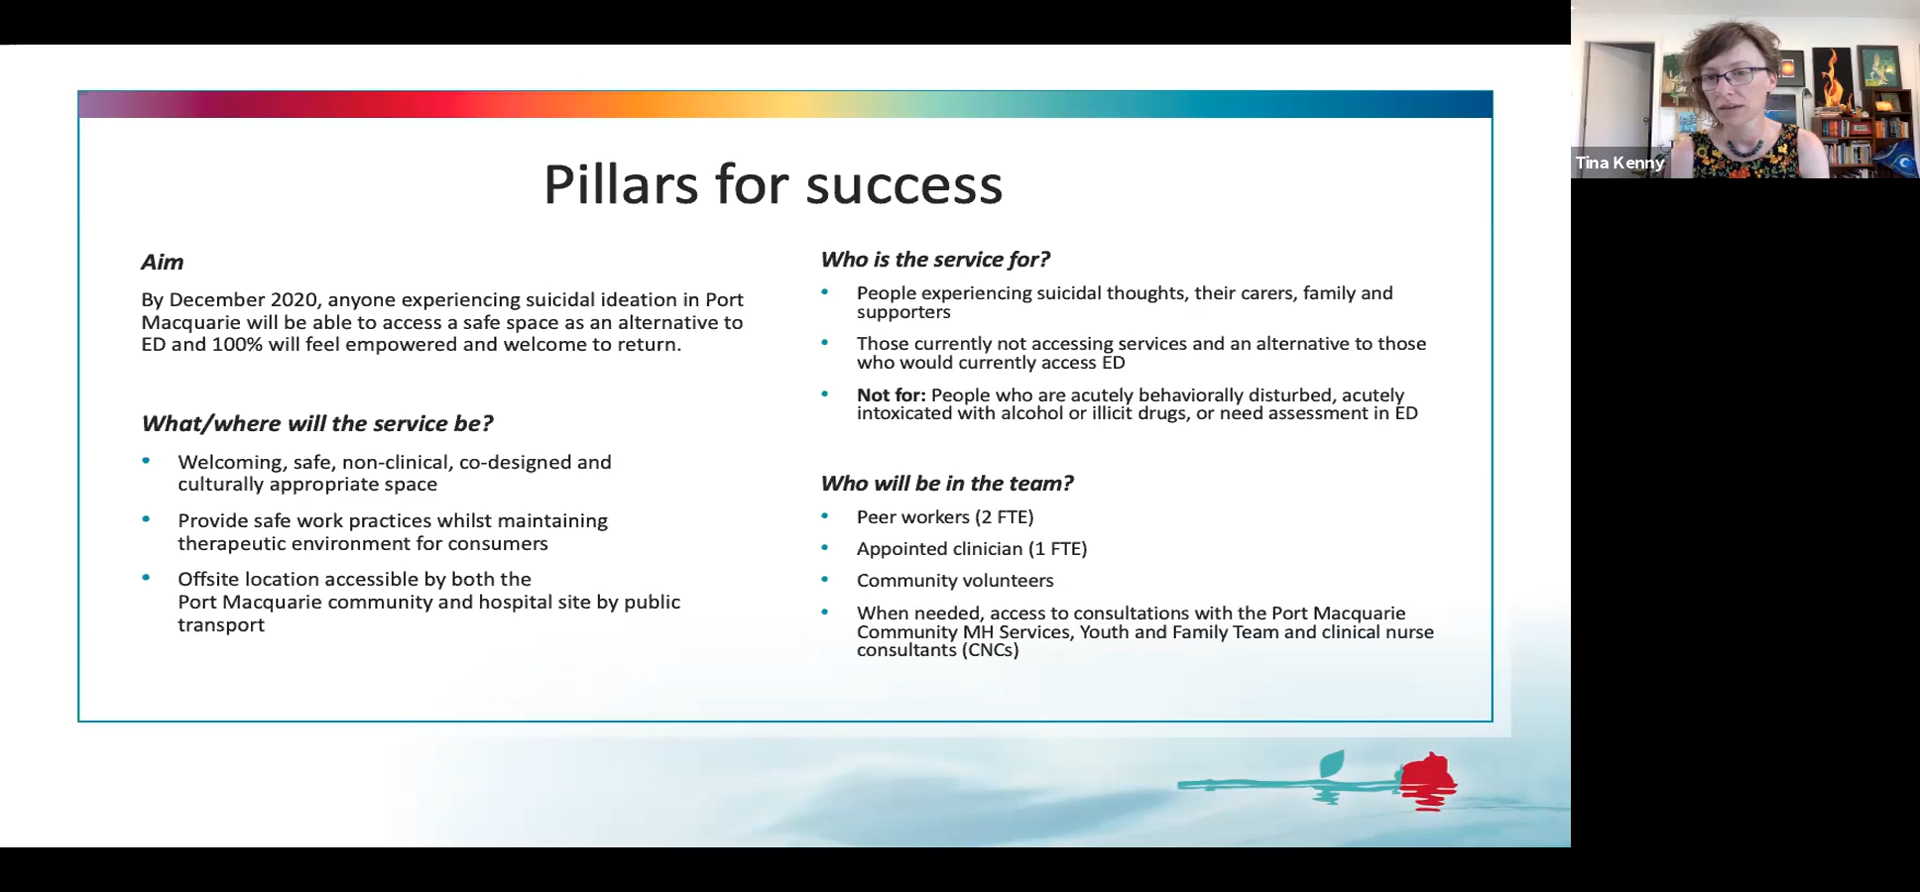 Pillars for success
Aim
By December 2020, anyone experiencing suicidal ideation in Port
Macquarie will be able to access a safe space as an alternative to
ED and 100% will feel empowered and welcome to return.
What/where will the service be?
Welcoming, safe, non-clinical, co-designed and
culturally appropriate space
Provide safe work practices whilst maintaining
therapeutic environment for consumers
Offsite location accessible by both the
Port Macquarie community and hospital site by public
transport
Who is the service for?
People experiencing suicidal thoughts, their carers, family and
supporters
Those currently not accessing services and an alternative to those
who would currently access ED
Not for: People who are acutely behaviorally disturbed, acutely
intoxicated with alcohol or illicit drugs, or need assessment in ED
Who will be in the team?
Peer workers (2 FTE)
Appointed clinician (1 FTE)
Community volunteers
When needed, access to consultations with the Port Macquarie
Community MH Services, Youth and Family Team and clinical nurse
consultants (CNCs)
Tina Kenny